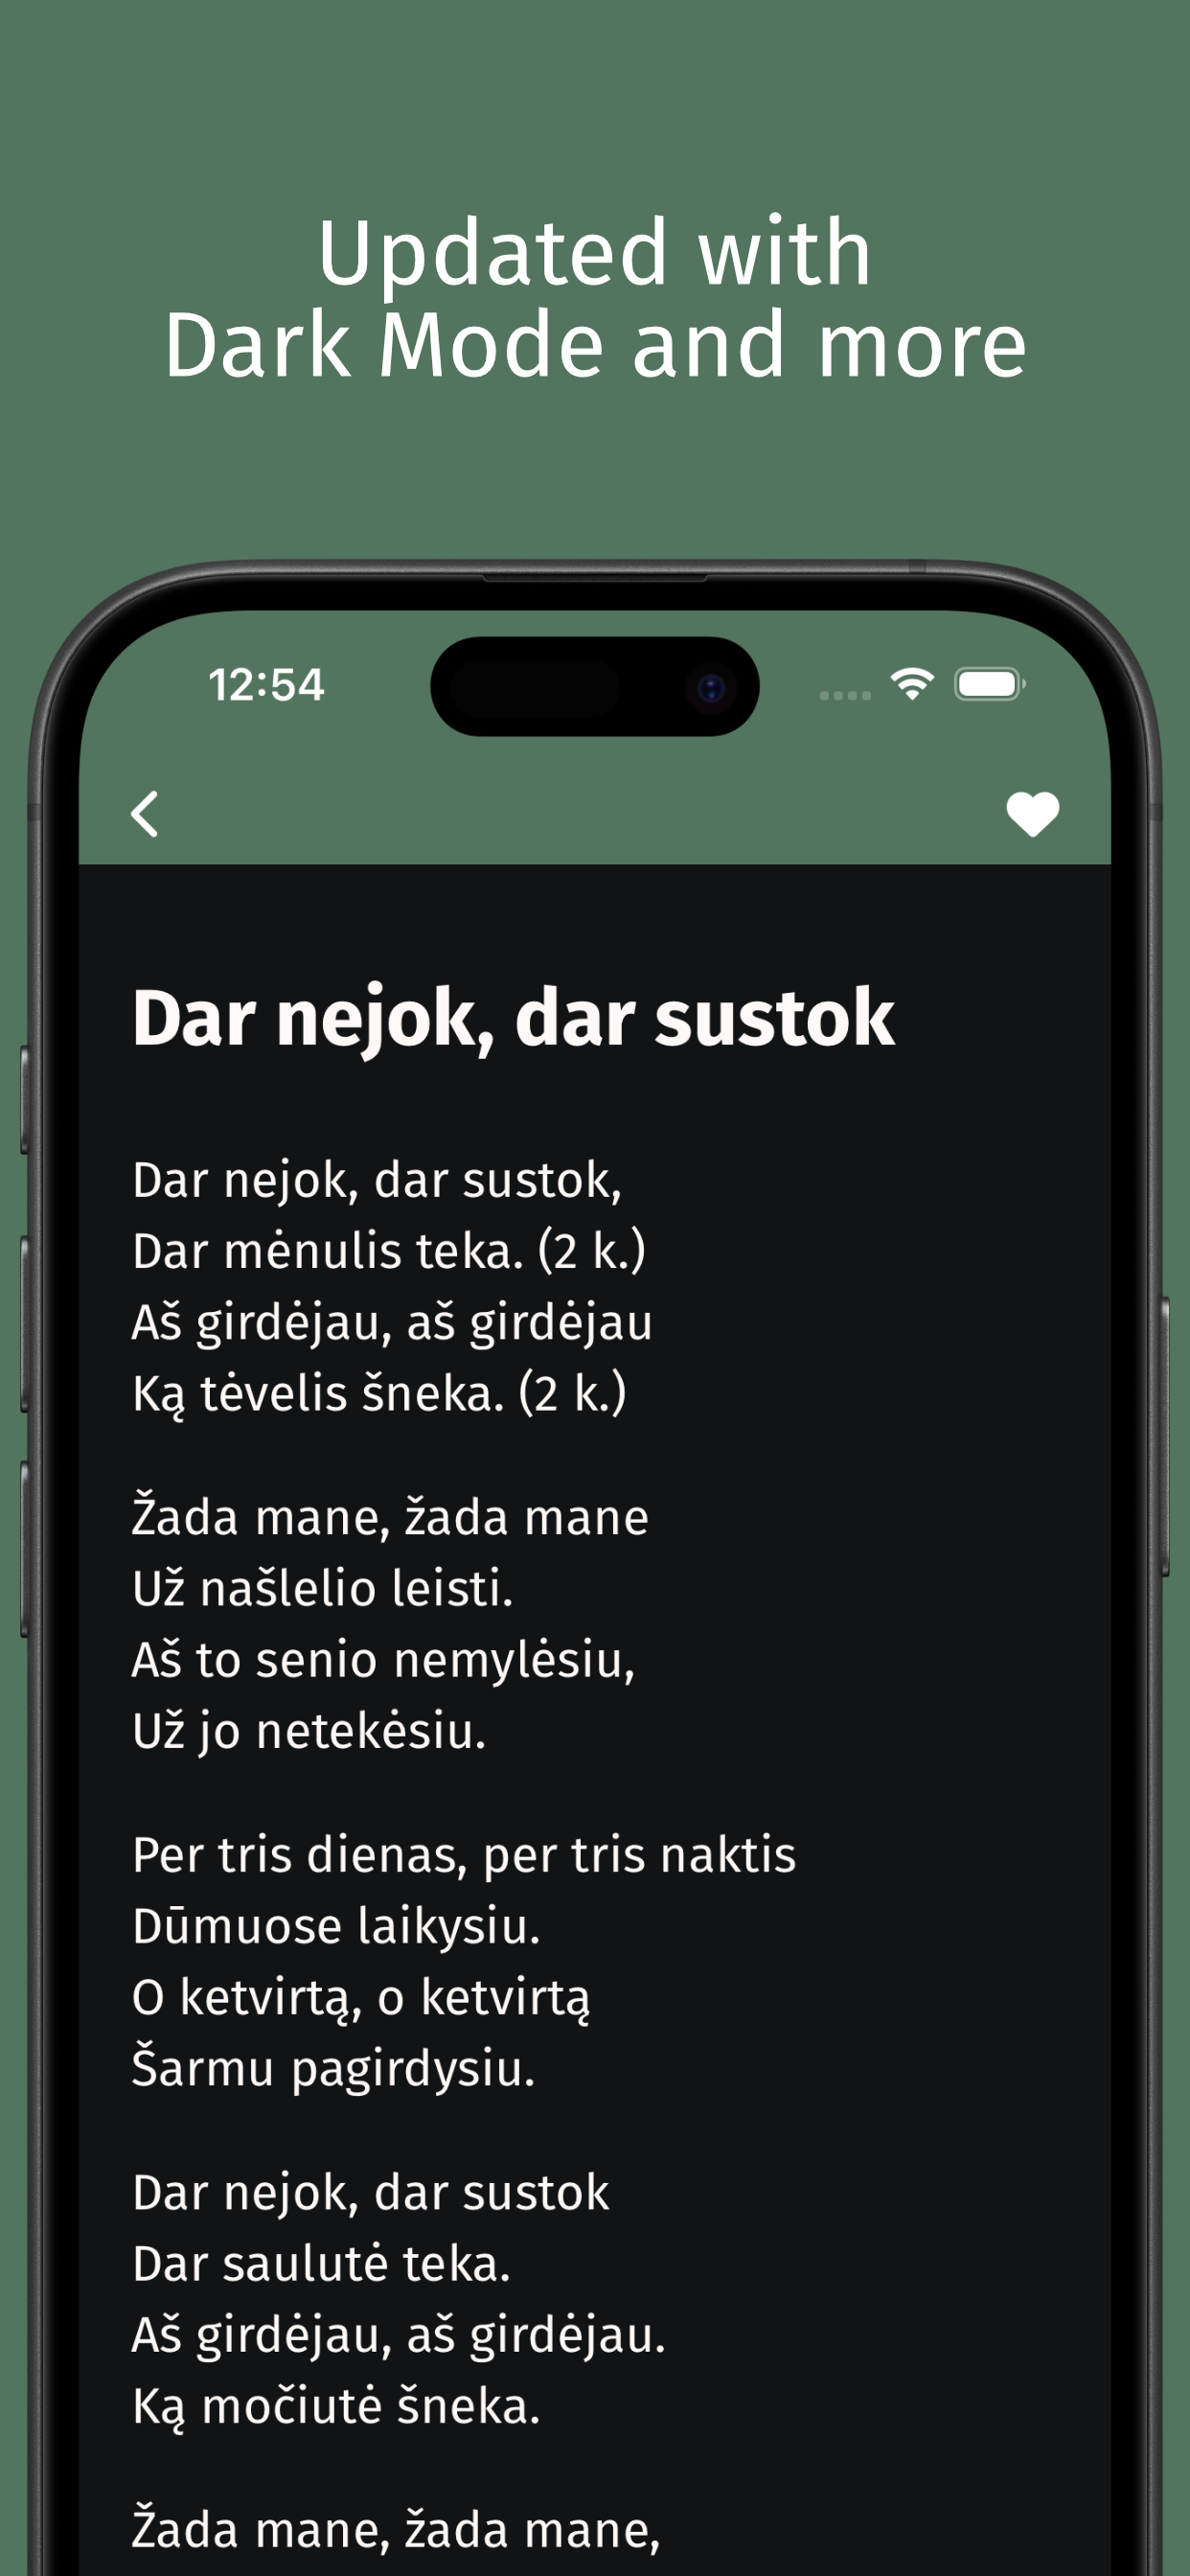 Updated with
Dark Mode and more
12:54
Dar nejok, dar sustok
Dar nejok, dar sustok,
Dar mėnulis teka. (2 k.)
Aš girdėjau, aš girdėjau
Ką tėvelis šneka. (2 k.)
Žada mane, žada mane
Už našlelio leisti.
Aš to senio nemylėsiu,
Už jo netekėsiu.
Per tris dienas, per tris naktis
Dūmuose laikysiu.
O ketvirtą, o ketvirtą
Šarmu pagirdysiu.
Dar nejok, dar sustok
Dar saulutė teka.
Aš girdėjau, aš girdėjau.
Ką močiutė šneka.
Žada mane, žada mane,